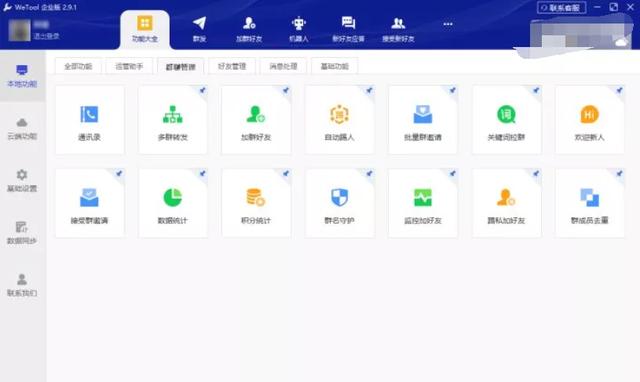 WeTool 企业版 2.9.1
联系客服
退出登录
功能大全
群发
加群好友
机器人
新好友应答
接受新好友
本地功能
云端功能
基础设置
数据同步
联系我们
全部功能
运营助手
群聊管理
好友管理
消息处理
基础功能
通讯录
多群转发
加群好友
自动踢人
批量群邀请
词
关键词拉群
Hi
欢迎新人
接受群邀请
数据统计
积分统计
群名守护
监控加好友
踢私加好友
群成员去重